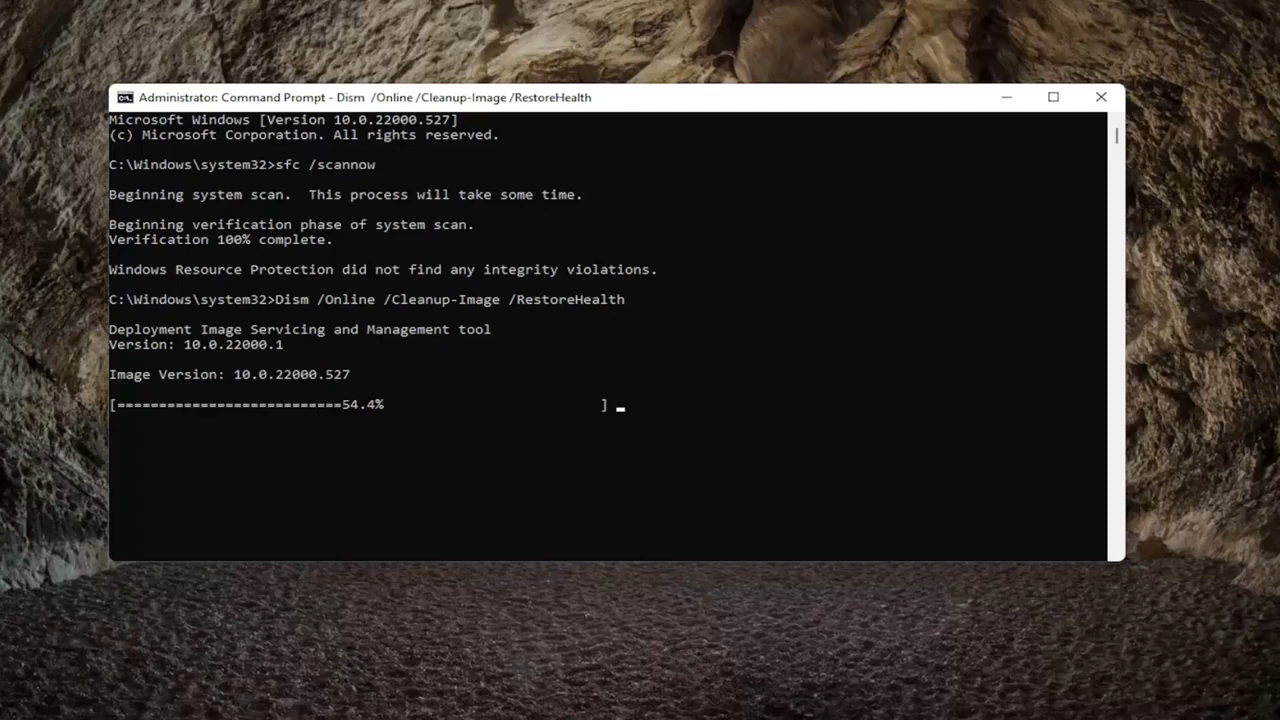 Administrator: Command Prompt - Dism  /Online /Cleanup-Image /RestoreHealth
Microsoft Windows [Version 10.0.22000.527]
(c) Microsoft Corporation. All rights reserved.
C:\Windows\system32>sfc /scannow
Beginning system scan.  This process will take some time.
Beginning verification phase of system scan.
Verification 100% complete.
Windows Resource Protection did not find any integrity violations.
C:\Windows\system32>Dism /Online /Cleanup-Image /RestoreHealth
Deployment Image Servicing and Management tool
Version: 10.0.22000.1
Image Version: 10.0.22000.527
[===========================54.4%                          ]